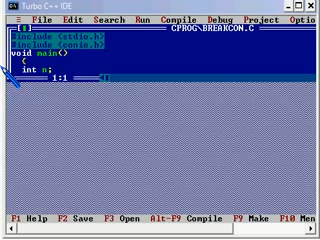 Turbo C++ IDE
≡ File Edit Search Run Compile Debug Project Optio
CPROG\BREAKCON.C
#include <stdio.h>
#include <conio.h>
void main()
{
int n;
1:1
F1 Help F2 Save F3 Open Alt-F9 Compile F9 Make F10 Men